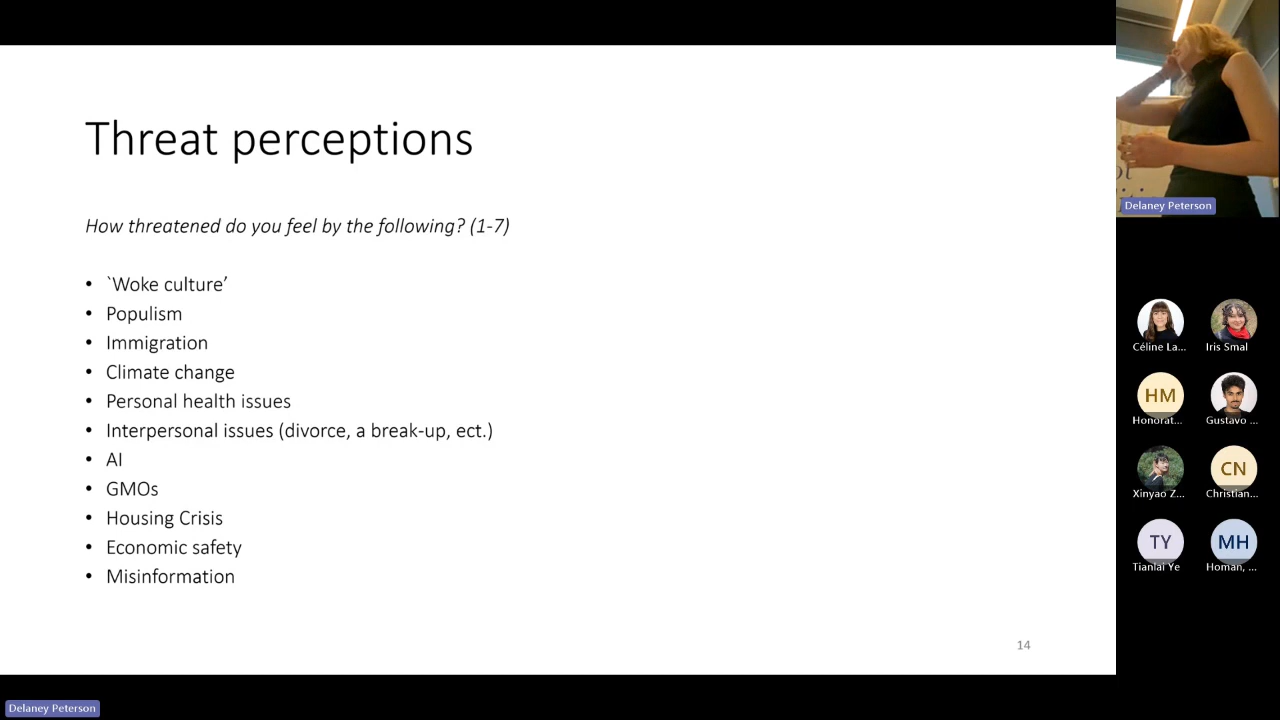 Threat perceptions
How threatened do you feel by the following? (1-7)
• `Woke culture’
• Populism
• Immigration
• Climate change
• Personal health issues
• Interpersonal issues (divorce, a break-up, ect.)
• AI
• GMOs
• Housing Crisis
• Economic safety
• Misinformation
14
Delaney Peterson
Delaney Peterson
Céline La...
Iris Smal
HM
Honorat...
Gustavo ...
Xinyao Z...
CN
Christian...
TY
Tianlai Ye
MH
Homan, ...